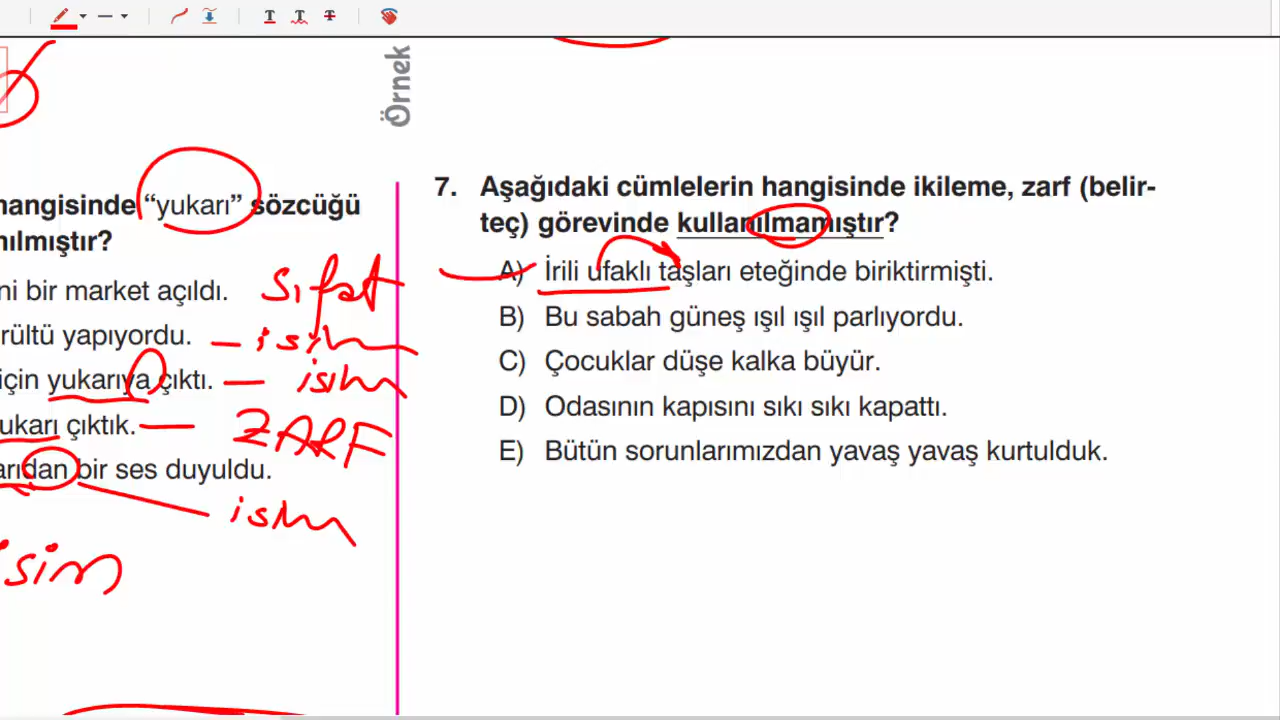 Örnek
hangisinde “yukarı” sözcüğü
nılmıştır?
ni bir market açıldı. sıfat
rültü yapıyordu. – isim
için yukarıya çıktı. – isim
ukarı çıktık. – ZARF
arıdan bir ses duyuldu.
isim
isim
7. Aşağıdaki cümlelerin hangisinde ikileme, zarf (belir-
teç) görevinde kullanılmamıştır?
A) İrili ufaklı taşları eteğinde biriktirmişti.
B) Bu sabah güneş ışıl ışıl parlıyordu.
C) Çocuklar düşe kalka büyür.
D) Odasının kapısını sıkı sıkı kapattı.
E) Bütün sorunlarımızdan yavaş yavaş kurtulduk.